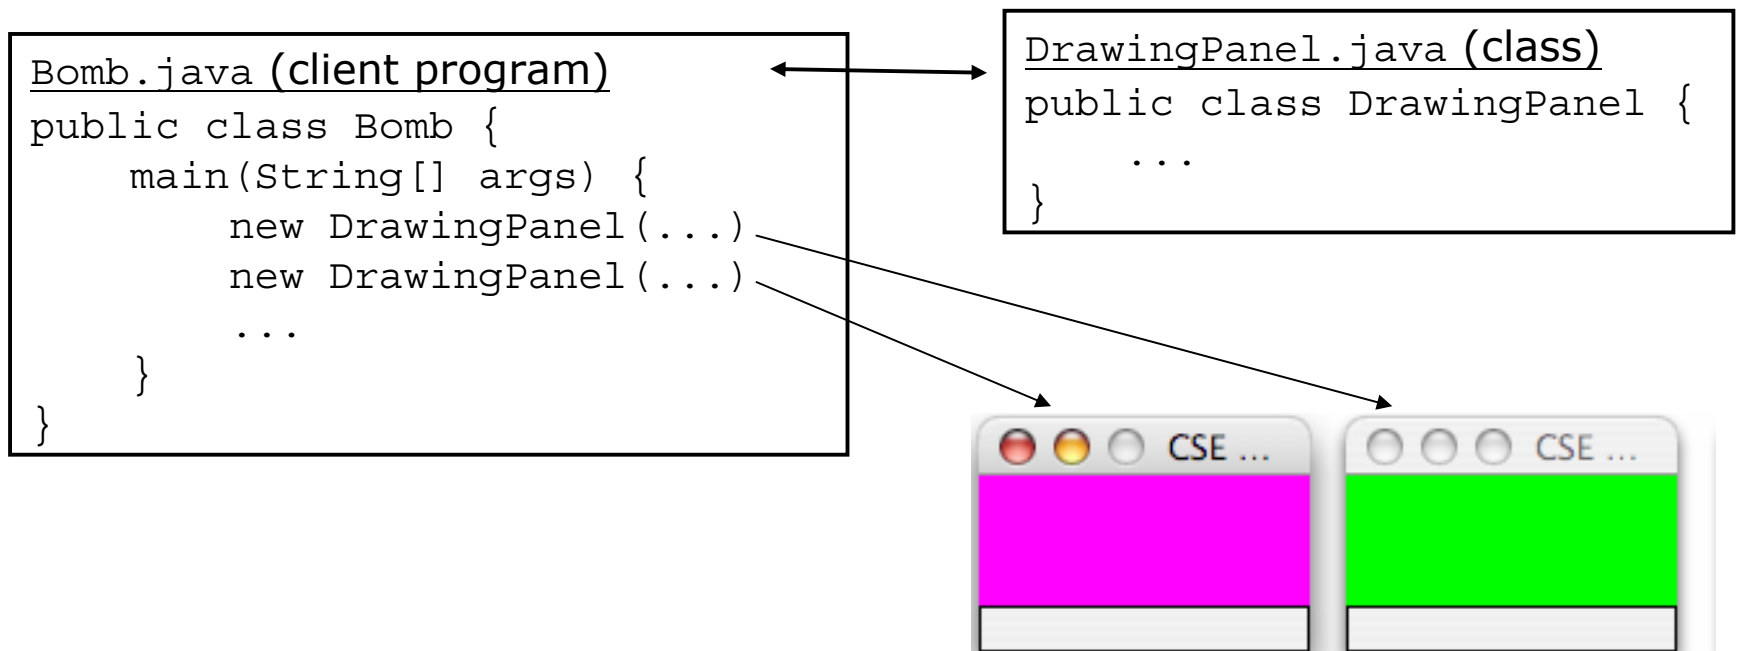 Bomb.java (client program)
public class Bomb {
main(String[] args) {
new DrawingPanel(...)
new DrawingPanel(...)
...
}
}
DrawingPanel.java (class)
public class DrawingPanel {
...
}
CSE ...
CSE ...